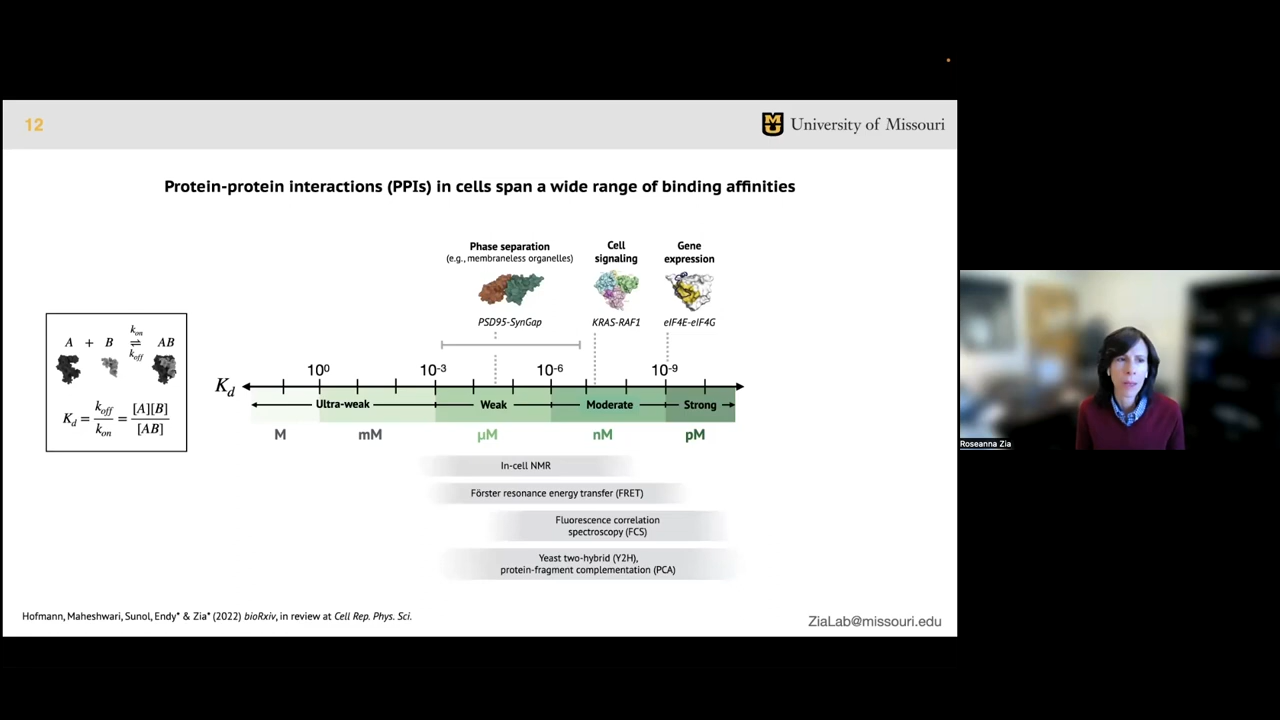 12
University of Missouri
Protein-protein interactions (PPIs) in cells span a wide range of binding affinities
Phase separation
(e.g., membraneless organelles)
Cell
signaling
Gene
expression
PSD95-SynGap
KRAS-RAF1
eIF4E-eIF4G
A + B ⇌ AB
k_on
k_off
K_d = k_off/k_on = [A][B]/[AB]
K_d
10⁰
10⁻³
10⁻⁶
10⁻⁹
Ultra-weak
Weak
Moderate
Strong
M
mM
µM
nM
pM
In-cell NMR
Förster resonance energy transfer (FRET)
Fluorescence correlation
spectroscopy (FCS)
Yeast two-hybrid (Y2H),
protein-fragment complementation (PCA)
Hofmann, Maheshwari, Sunol, Endy* & Zia* (2022) bioRxiv, in review at Cell Rep. Phys. Sci.
ZiaLab@missouri.edu
Roseanna Zia